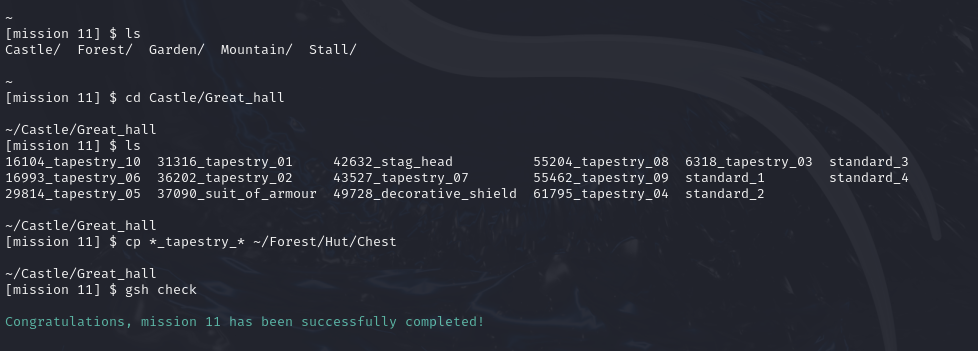 ~
[mission 11] $ ls
Castle/  Forest/  Garden/  Mountain/  Stall/
~
[mission 11] $ cd Castle/Great_hall
~/Castle/Great_hall
[mission 11] $ ls
16104_tapestry_10  31316_tapestry_01     42632_stag_head          55204_tapestry_08  6318_tapestry_03  standard_3
16993_tapestry_06  36202_tapestry_02     43527_tapestry_07        55462_tapestry_09  standard_1        standard_4
29814_tapestry_05  37090_suit_of_armour  49728_decorative_shield  61795_tapestry_04  standard_2
~/Castle/Great_hall
[mission 11] $ cp *_tapestry_* ~/Forest/Hut/Chest
~/Castle/Great_hall
[mission 11] $ gsh check
Congratulations, mission 11 has been successfully completed!